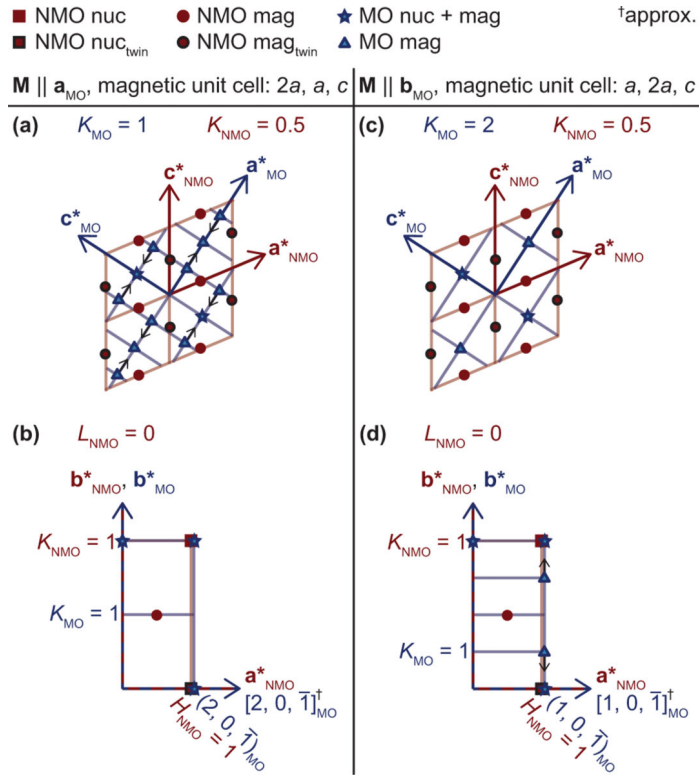 NMO nuc NMO mag MO nuc + mag †approx.
NMO nuc_twin NMO mag_twin MO mag
M || a_MO, magnetic unit cell: 2a, a, c
M || b_MO, magnetic unit cell: a, 2a, c
(a) K_MO = 1 K_NMO = 0.5
c*_NMO
a*_MO
c*_MO
a*_NMO
(c) K_MO = 2 K_NMO = 0.5
c*_NMO
a*_MO
c*_MO
a*_NMO
(b) L_NMO = 0
b*_NMO, b*_MO
K_NMO = 1
K_MO = 1
a*_NMO
[2, 0, 1̅]†_MO
(2, 0, 1̅)_MO
H_NMO = 1
(d) L_NMO = 0
b*_NMO, b*_MO
K_NMO = 1
K_MO = 1
a*_NMO
[1, 0, 1̅]†_MO
(1, 0, 1̅)_MO
H_NMO = 1